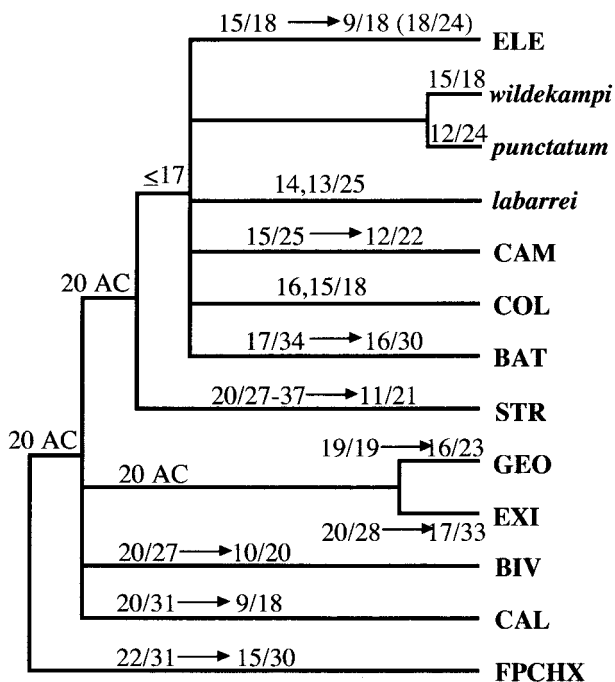 15/18 → 9/18 (18/24) ELE
15/18 wildekampi
12/24 punctatum
≤17
14,13/25 labarrei
15/25 → 12/22 CAM
20 AC
16,15/18 COL
17/34 → 16/30 BAT
20/27-37 → 11/21 STR
20 AC
19/19 → 16/23 GEO
20 AC
EXI
20/28 → 17/33
20/27 → 10/20 BIV
20/31 → 9/18 CAL
22/31 → 15/30 FPCHX